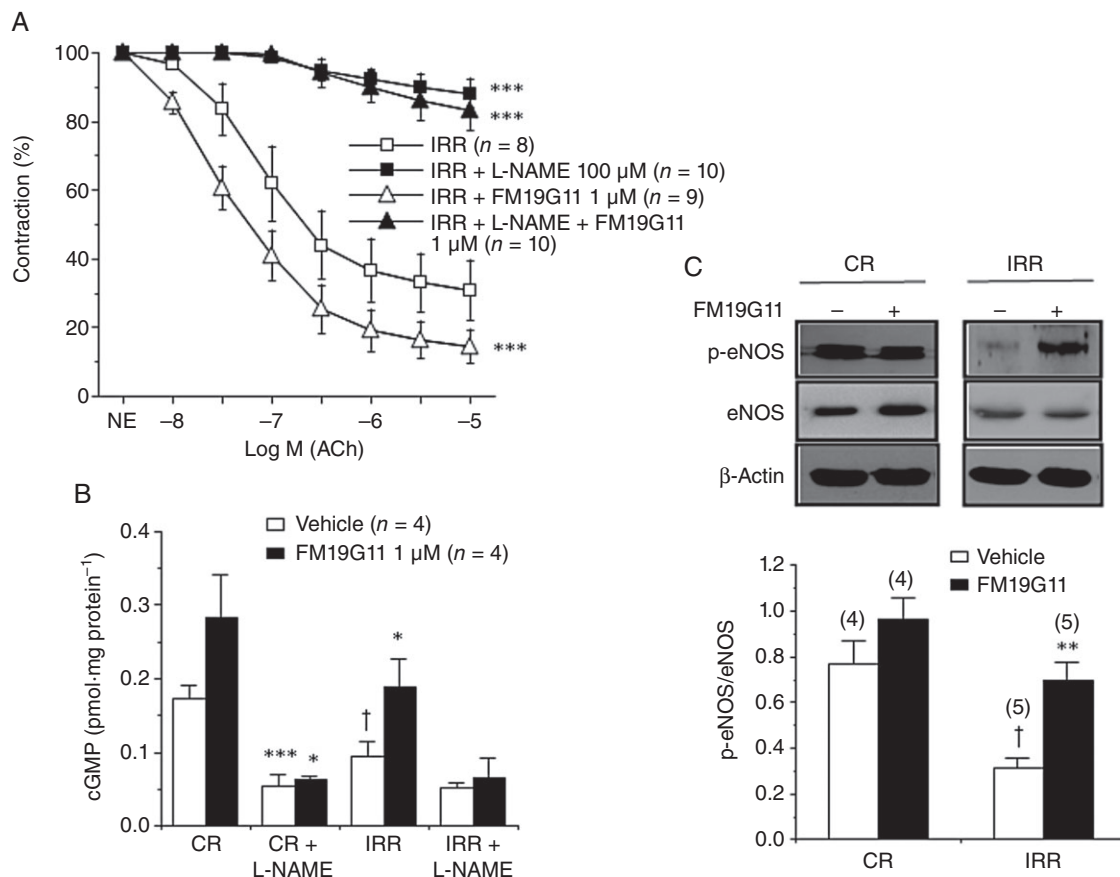 A
100
80
60
40
20
0
Contraction (%)
NE
–8
–7
–6
–5
Log M (ACh)
***
***
***
IRR (n = 8)
IRR + L-NAME 100 µM (n = 10)
IRR + FM19G11 1 µM (n = 9)
IRR + L-NAME + FM19G11
1 µM (n = 10)
B
Vehicle (n = 4)
FM19G11 1 µM (n = 4)
0.4
0.3
0.2
0.1
0.0
cGMP (pmol·mg protein⁻¹)
***
*
†
*
CR
CR +
L-NAME
IRR
IRR +
L-NAME
C
CR
IRR
FM19G11
–
+
–
+
p-eNOS
eNOS
β-Actin
Vehicle
FM19G11
1.2
1.0
0.8
0.6
0.4
0.2
0.0
p-eNOS/eNOS
(4)
(4)
(5)
†
(5)
**
CR
IRR